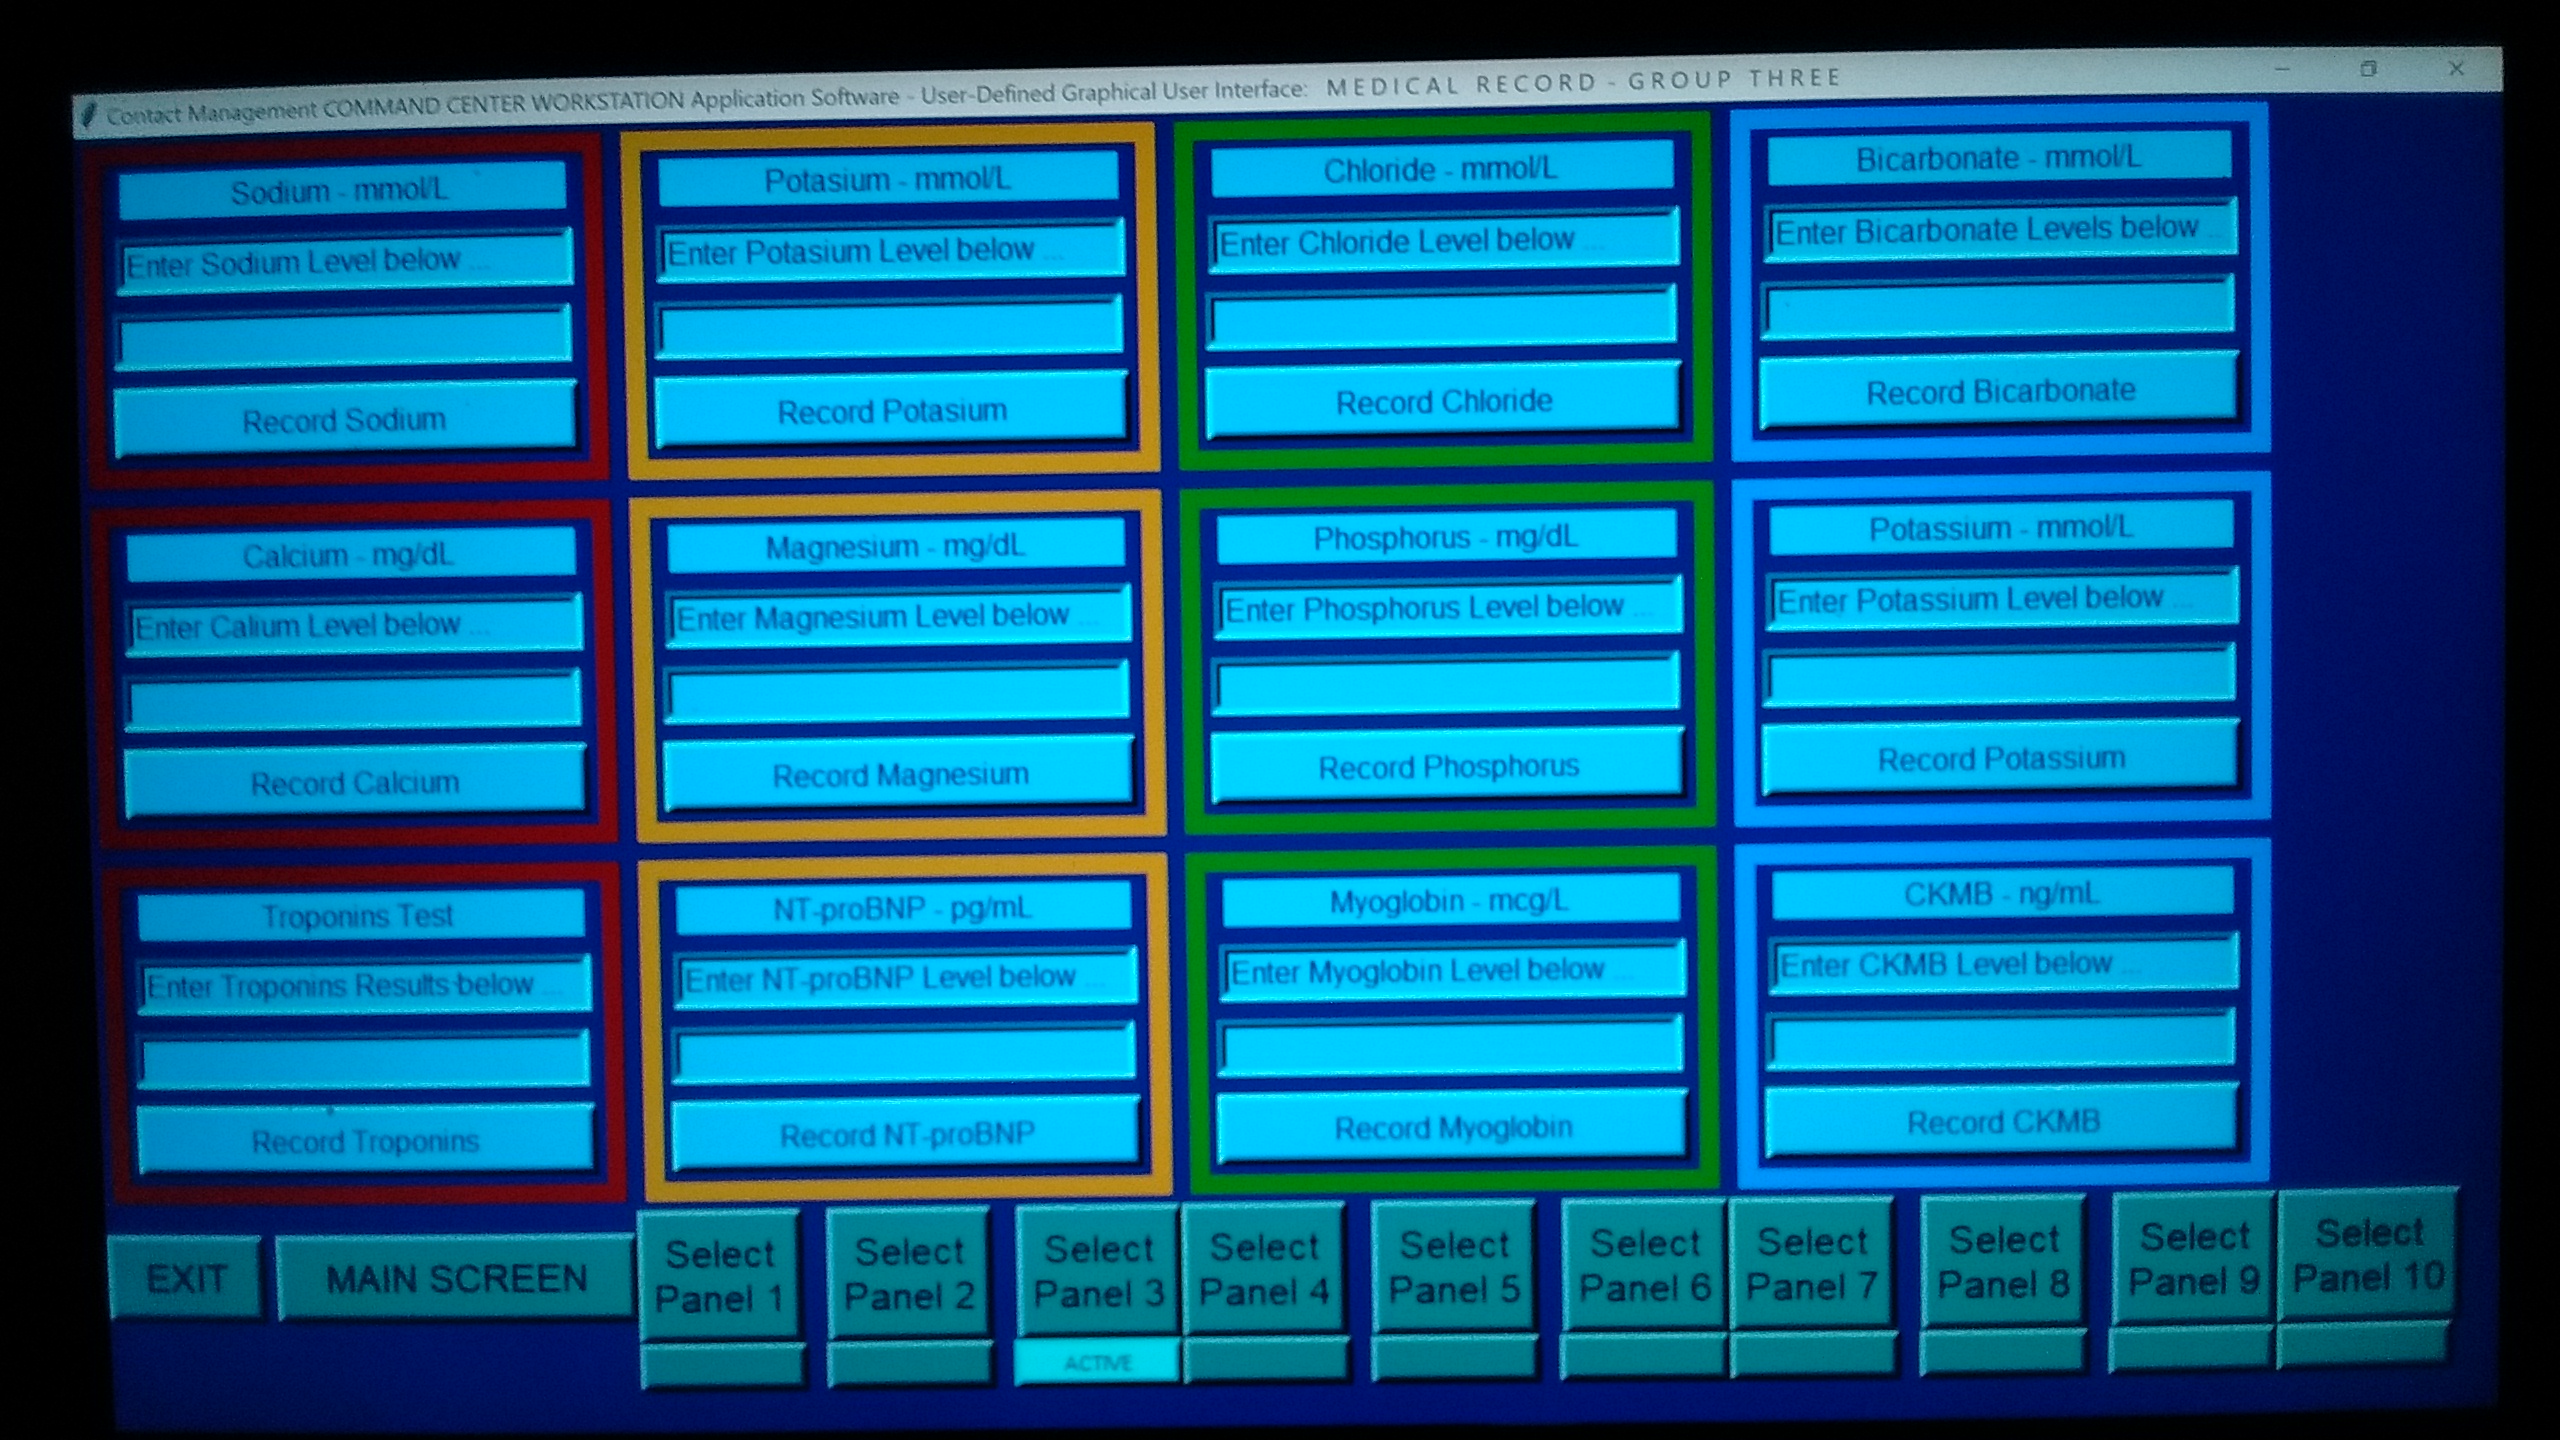 Contact Management COMMAND CENTER WORKSTATION Application Software - User-Defined Graphical User Interface: MEDICAL RECORD - GROUP THREE
Sodium - mmol/L
Enter Sodium Level below ...
Record Sodium
Potasium - mmol/L
Enter Potasium Level below ...
Record Potasium
Chloride - mmol/L
Enter Chloride Level below ...
Record Chloride
Bicarbonate - mmol/L
Enter Bicarbonate Levels below ...
Record Bicarbonate
Calcium - mg/dL
Enter Calium Level below ...
Record Calcium
Magnesium - mg/dL
Enter Magnesium Level below ...
Record Magnesium
Phosphorus - mg/dL
Enter Phosphorus Level below ...
Record Phosphorus
Potassium - mmol/L
Enter Potassium Level below ...
Record Potassium
Troponins Test
Enter Troponins Results below ...
Record Troponins
NT-proBNP - pg/mL
Enter NT-proBNP Level below ...
Record NT-proBNP
Myoglobin - mcg/L
Enter Myoglobin Level below ...
Record Myoglobin
CKMB - ng/mL
Enter CKMB Level below ...
Record CKMB
EXIT
MAIN SCREEN
Select
Panel 1
Select
Panel 2
Select
Panel 3
ACTIVE
Select
Panel 4
Select
Panel 5
Select
Panel 6
Select
Panel 7
Select
Panel 8
Select
Panel 9
Select
Panel 10